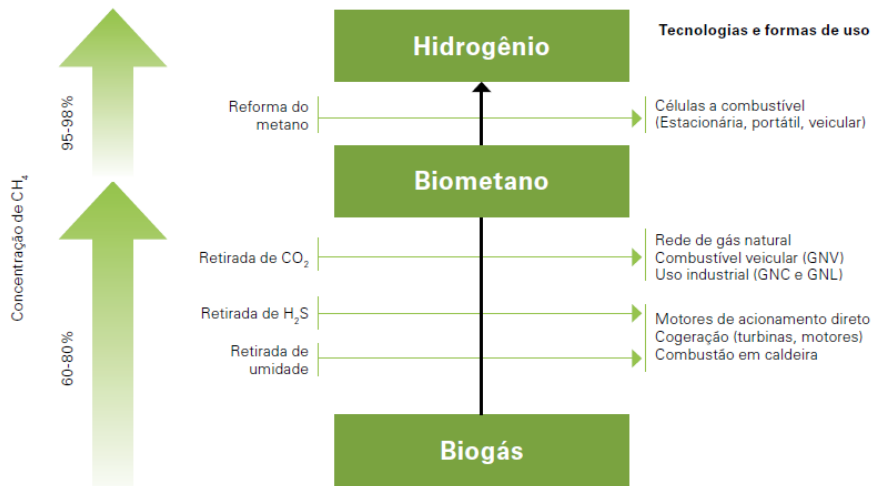 Hidrogênio
Tecnologias e formas de uso
95-98%
Reforma do
metano
Células a combustível
(Estacionária, portátil, veicular)
Biometano
Concentração de CH₄
Retirada de CO₂
Rede de gás natural
Combustível veicular (GNV)
Uso industrial (GNC e GNL)
Retirada de H₂S
Motores de acionamento direto
Cogeração (turbinas, motores)
Combustão em caldeira
60-80%
Retirada de
umidade
Biogás